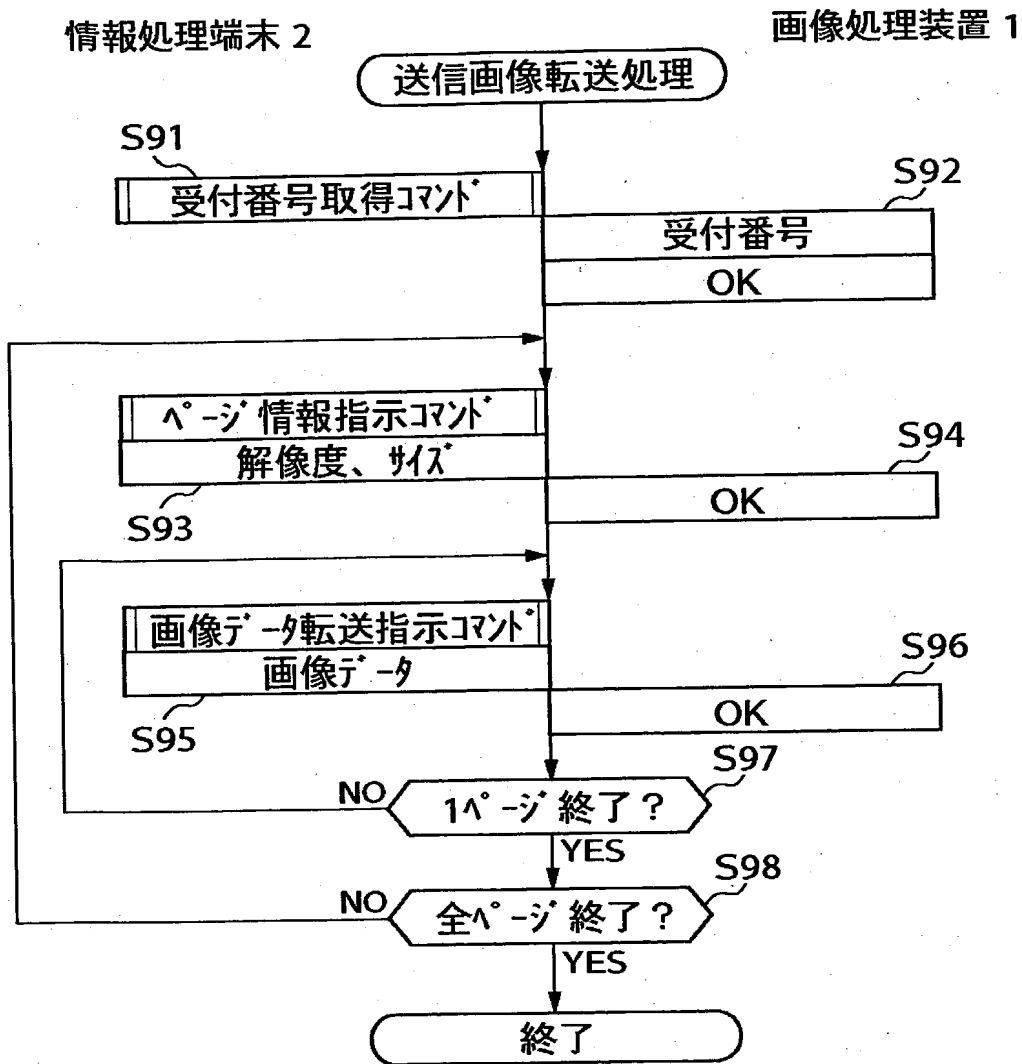 情報処理端末 2
画像処理装置 1
送信画像転送処理
S91
受付番号取得ｺﾏﾝﾄﾞ
S92
受付番号
OK
ﾍﾟｰｼﾞ情報指示ｺﾏﾝﾄﾞ
解像度、ｻｲｽﾞ
S93
S94
OK
画像ﾃﾞｰﾀ転送指示ｺﾏﾝﾄﾞ
画像ﾃﾞｰﾀ
S95
S96
OK
S97
NO
1ﾍﾟｰｼﾞ終了？
YES
S98
NO
全ﾍﾟｰｼﾞ終了？
YES
終了